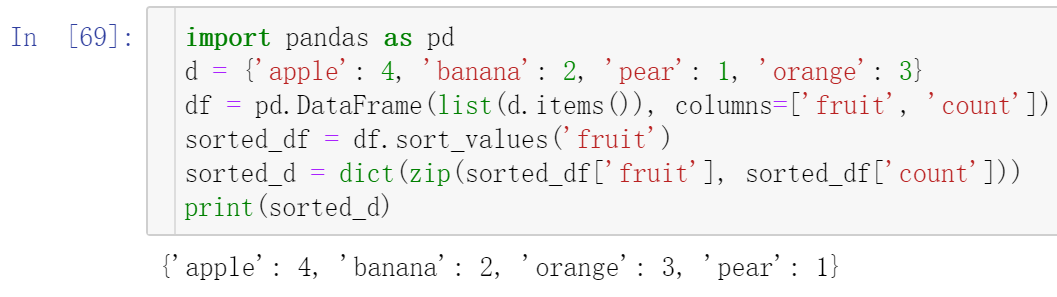 In [69]:
import pandas as pd
d = {'apple': 4, 'banana': 2, 'pear': 1, 'orange': 3}
df = pd.DataFrame(list(d.items()), columns=['fruit', 'count'])
sorted_df = df.sort_values('fruit')
sorted_d = dict(zip(sorted_df['fruit'], sorted_df['count']))
print(sorted_d)
{'apple': 4, 'banana': 2, 'orange': 3, 'pear': 1}